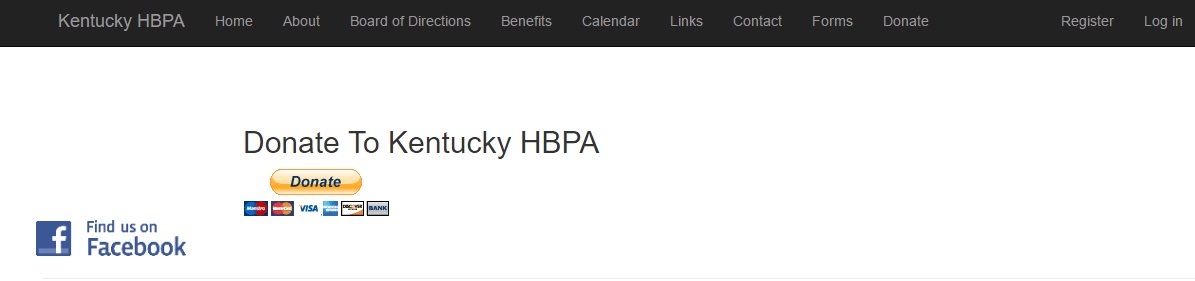 Kentucky HBPA Home About Board of Directions Benefits Calendar Links Contact Forms Donate Register Log in
Donate To Kentucky HBPA
Donate
Maestro MasterCard VISA DISCOVER BANK
Find us on
Facebook